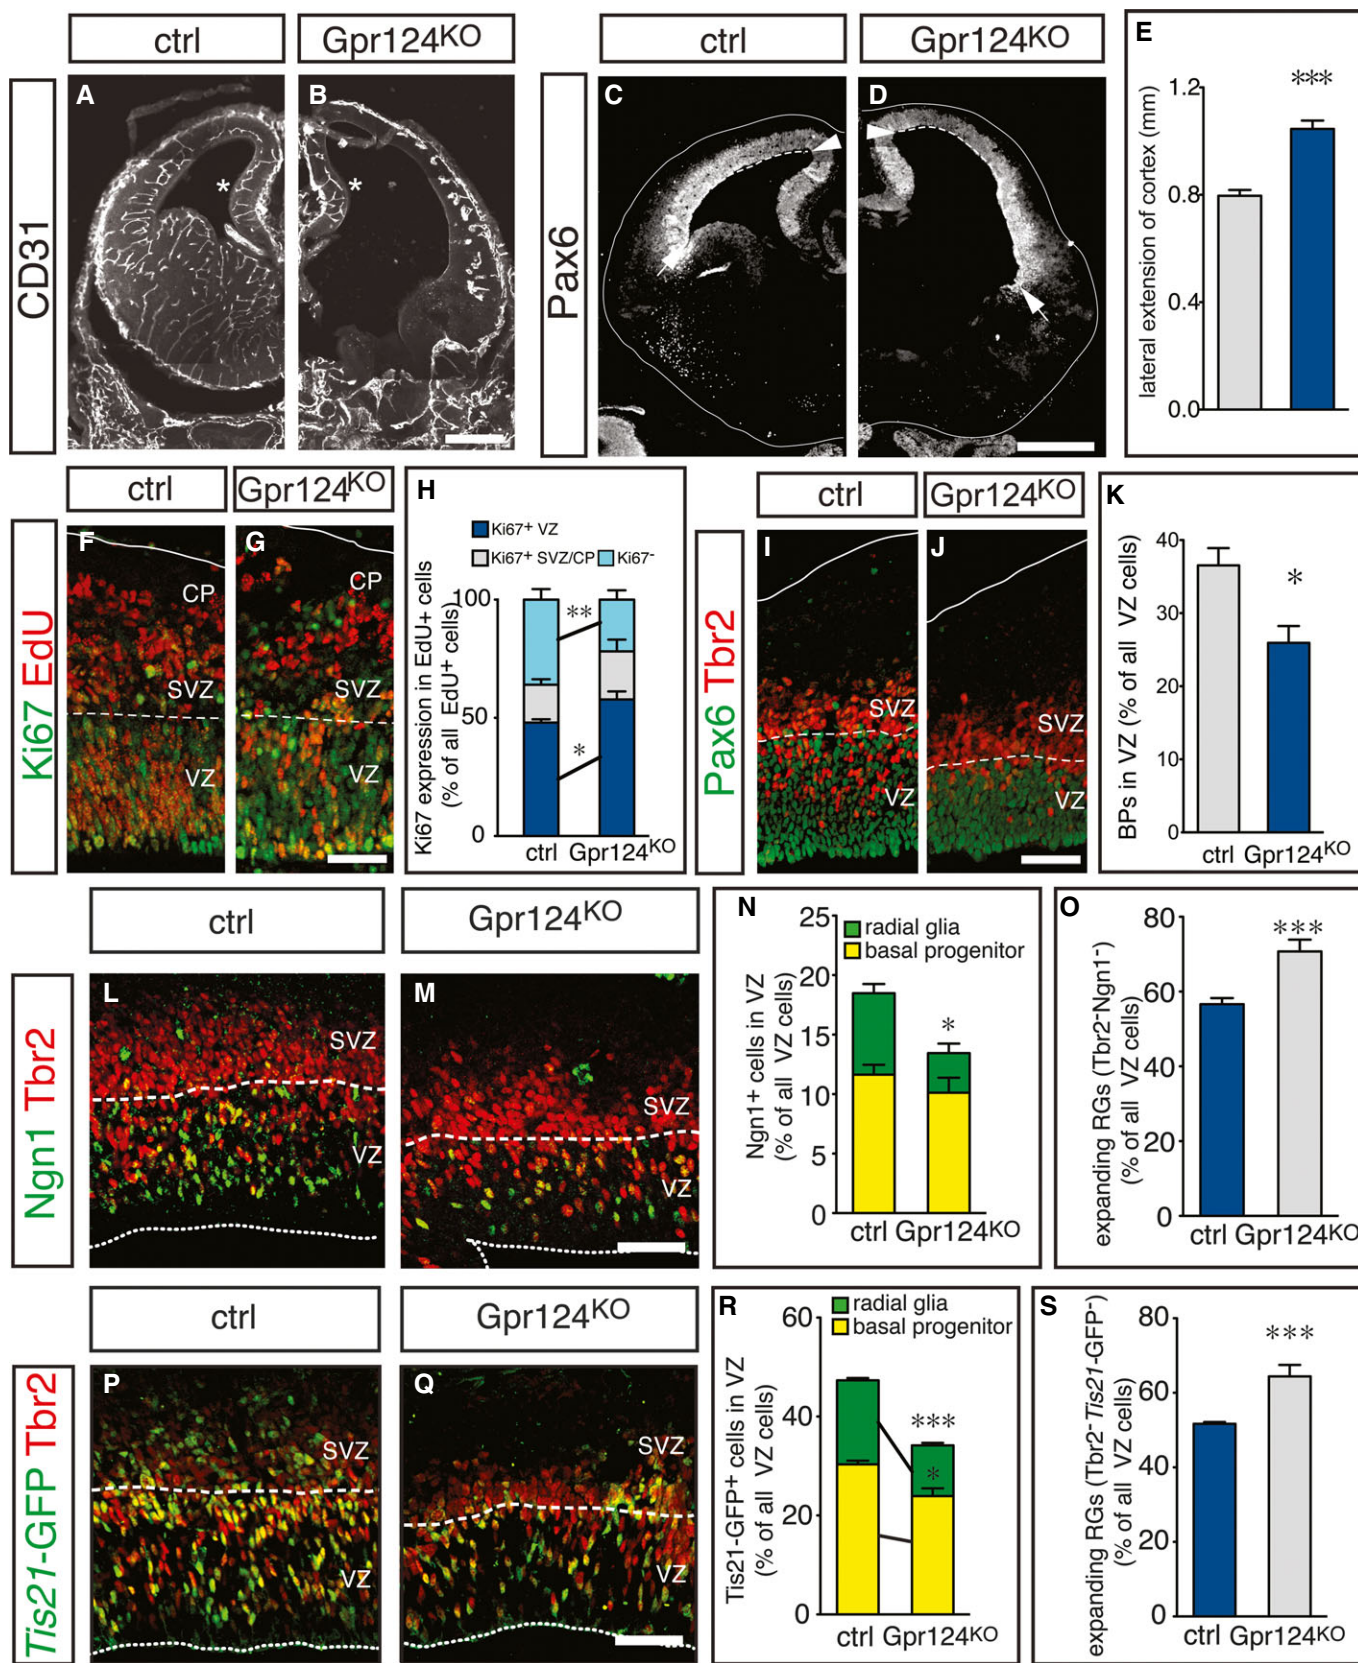 ctrl
Gpr124KO
ctrl
Gpr124KO
CD31
A
B
*
*
Pax6
C
D
E
lateral extension of cortex (mm)
1.2
0.8
0.4
0.0
***
ctrl
Gpr124KO
Ki67 EdU
F
CP
SVZ
VZ
G
CP
SVZ
VZ
H
Ki67+ VZ
Ki67+ SVZ/CP
Ki67-
Ki67 expression in EdU+ cells
(% of all EdU+ cells)
100
50
0
**
*
ctrl Gpr124KO
ctrl
Gpr124KO
Pax6 Tbr2
I
SVZ
VZ
J
SVZ
VZ
K
BPs in VZ (% of all VZ cells)
40
30
20
10
0
*
ctrl Gpr124KO
ctrl
Gpr124KO
Ngn1 Tbr2
L
SVZ
VZ
M
SVZ
VZ
N
radial glia
basal progenitor
Ngn1+ cells in VZ
(% of all VZ cells)
25
20
15
10
5
0
*
ctrl Gpr124KO
O
expanding RGs (Tbr2-Ngn1-)
(% of all VZ cells)
80
60
40
20
0
***
ctrl Gpr124KO
ctrl
Gpr124KO
Tis21-GFP Tbr2
P
SVZ
VZ
Q
SVZ
VZ
R
radial glia
basal progenitor
Tis21-GFP+ cells in VZ
(% of all VZ cells)
60
40
20
0
***
*
ctrl Gpr124KO
S
expanding RGs (Tbr2-Tis21-GFP-)
(% of all VZ cells)
80
60
40
20
0
***
ctrl Gpr124KO